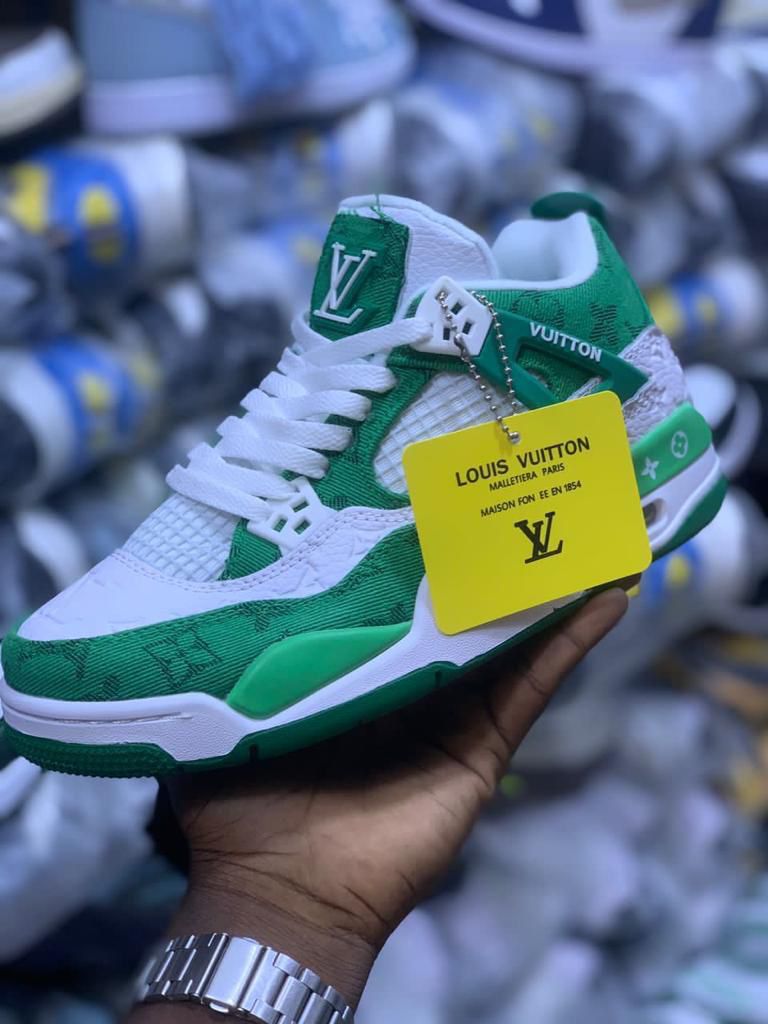 LV
VUITTON
LOUIS VUITTON
MALLETIERA PARIS
MAISON FON EE EN 1854
LV